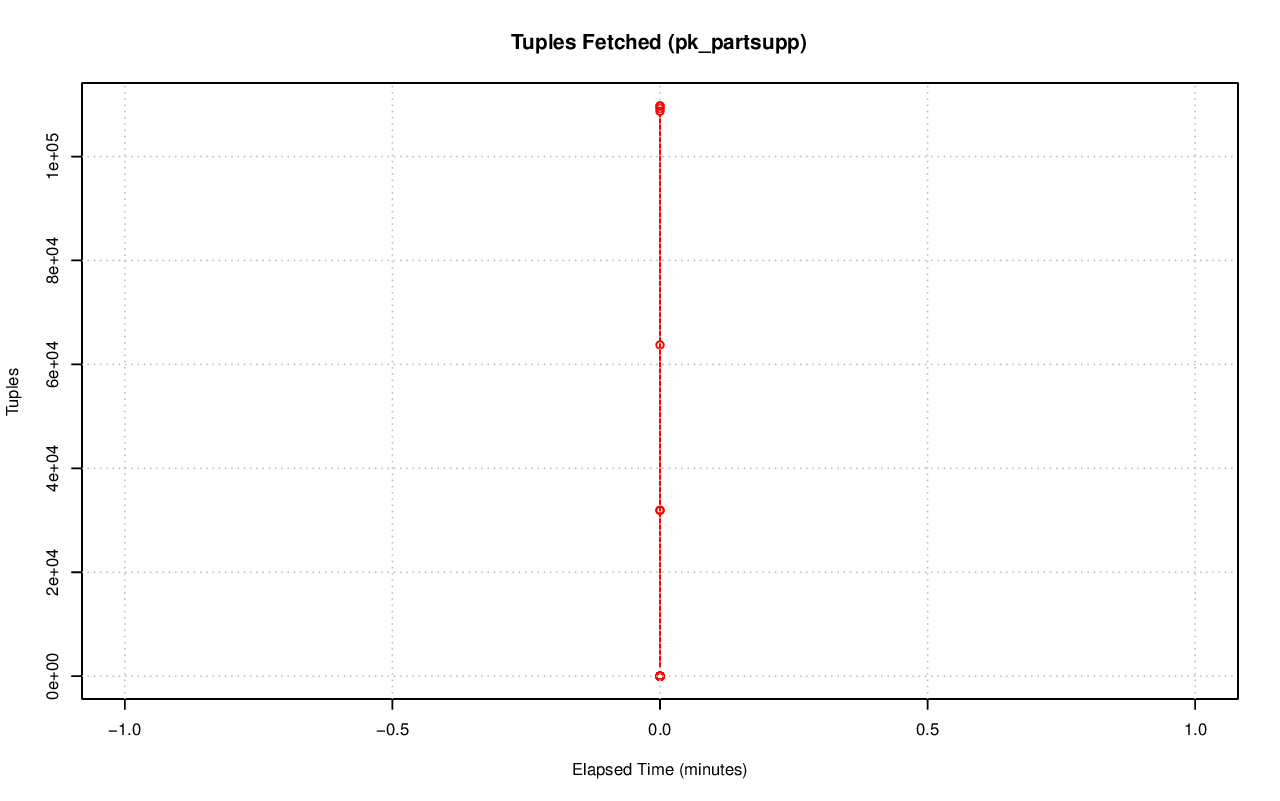 Tuples Fetched (pk_partsupp)
Tuples
1e+05
8e+04
6e+04
4e+04
2e+04
0e+00
−1.0
−0.5
0.0
0.5
1.0
Elapsed Time (minutes)